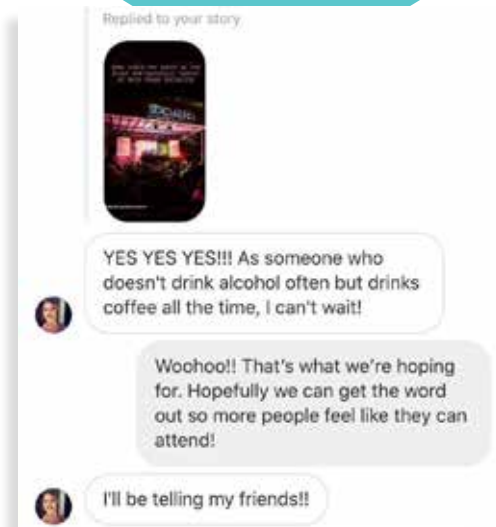 Replied to your story
YES YES YES!!! As someone who
doesn't drink alcohol often but drinks
coffee all the time, I can't wait!
Woohoo!! That's what we're hoping
for. Hopefully we can get the word
out so more people feel like they can
attend!
I'll be telling my friends!!